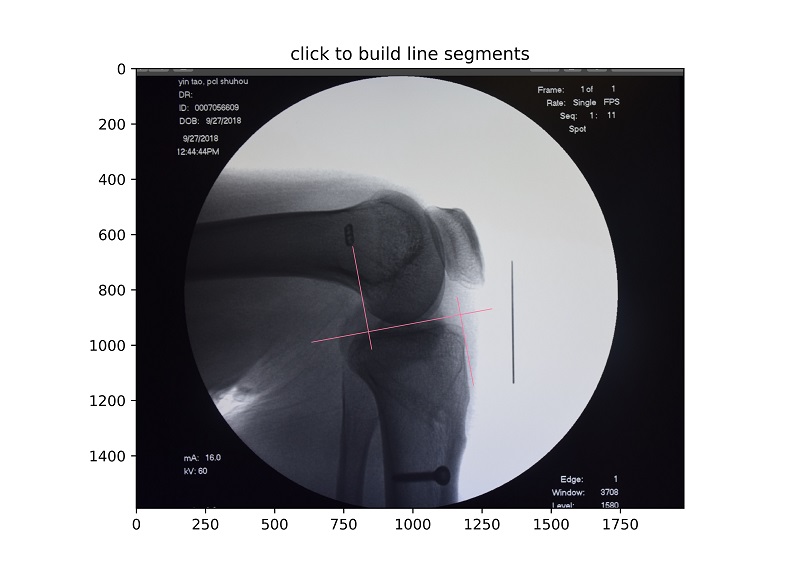 click to build line segments
yin tao, pcl shuhou
DR:
ID: 0007056609
DOB: 9/27/2018
9/27/2018
12:44:44PM
Frame: 1 of 1
Rate: Single FPS
Seq: 1: 11
Spot
mA: 16.0
kV: 60
Edge: 1
Window: 3708
Level: 1580
0
200
400
600
800
1000
1200
1400
0 250 500 750 1000 1250 1500 1750